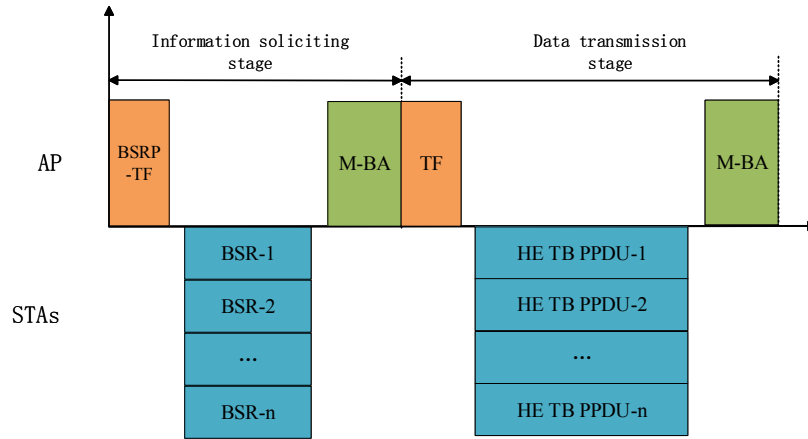 Information soliciting
stage
Data transmission
stage
AP
BSRP
-TF
M-BA
TF
M-BA
STAs
BSR-1
HE TB PPDU-1
BSR-2
HE TB PPDU-2
...
...
BSR-n
HE TB PPDU-n